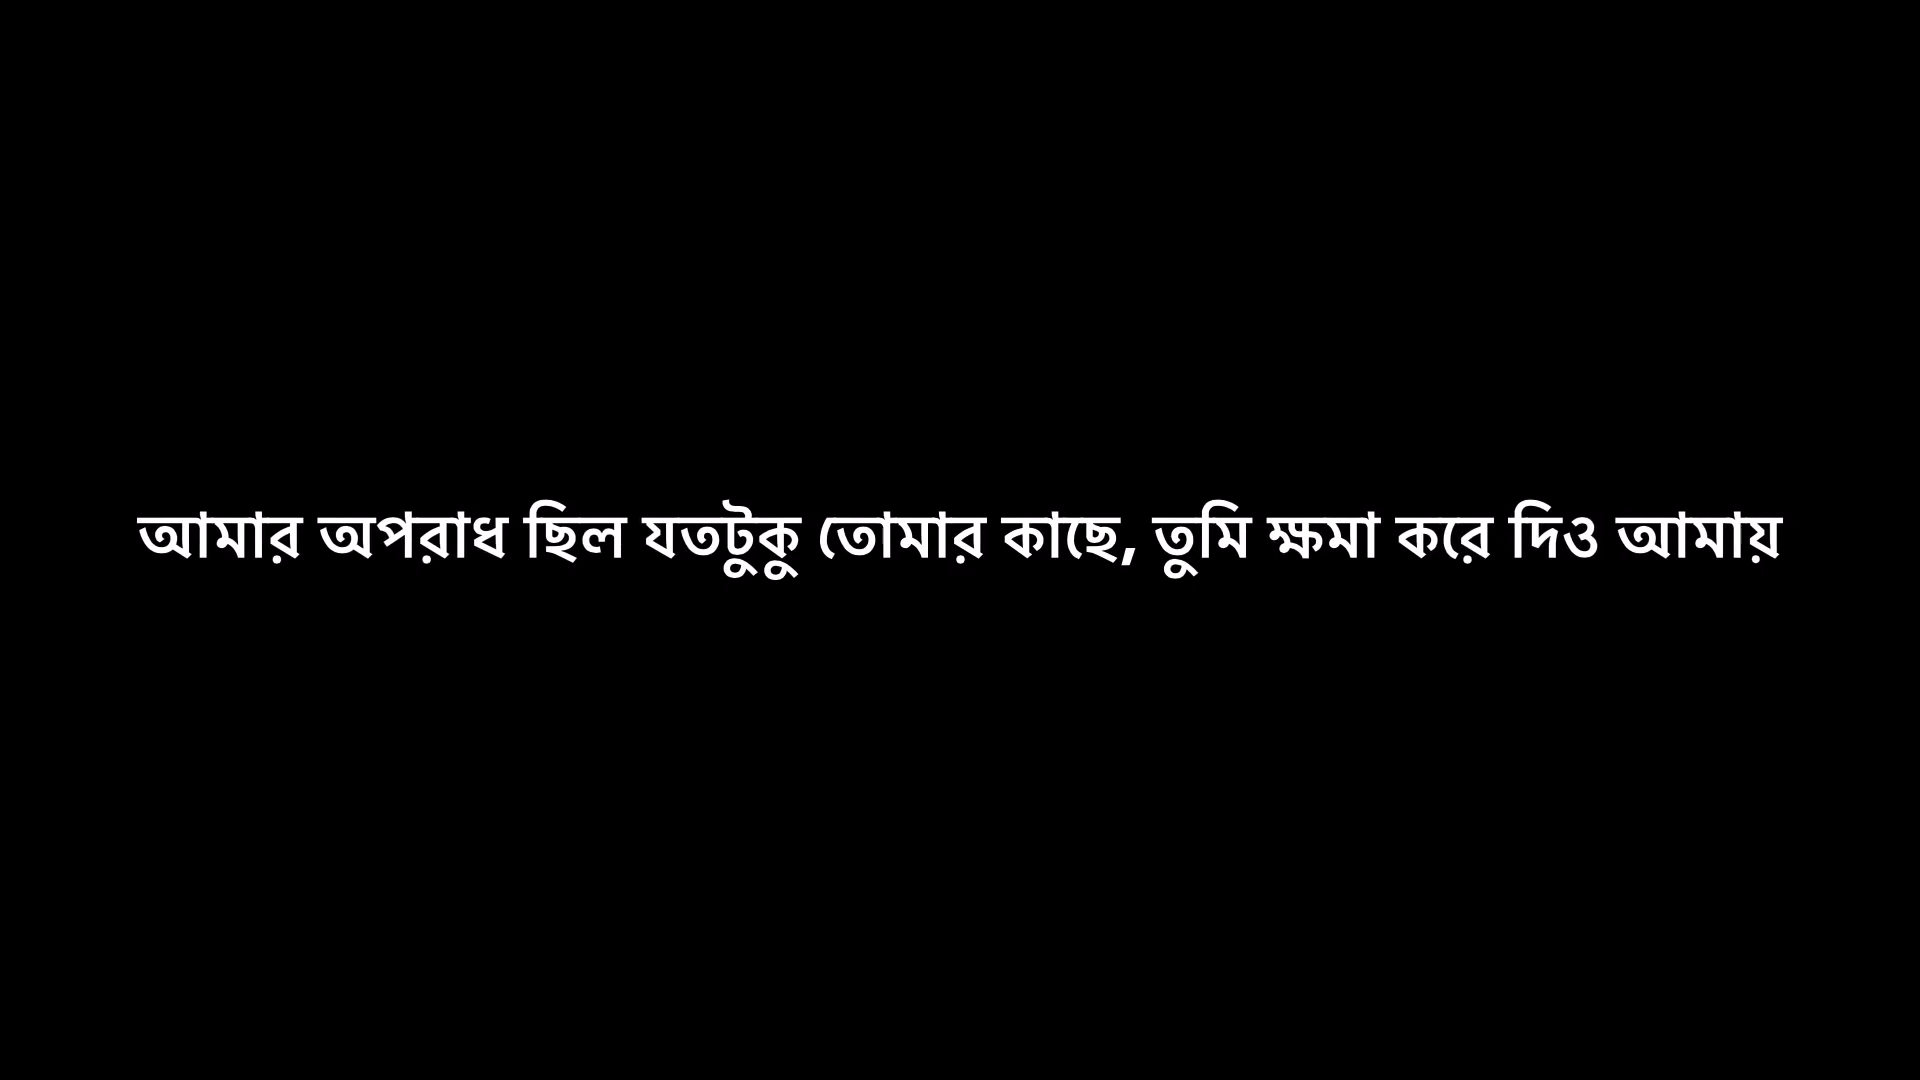 আমার অপরাধ ছিল যতটুকু তোমার কাছে, তুমি ক্ষমা করে দিও আমায়